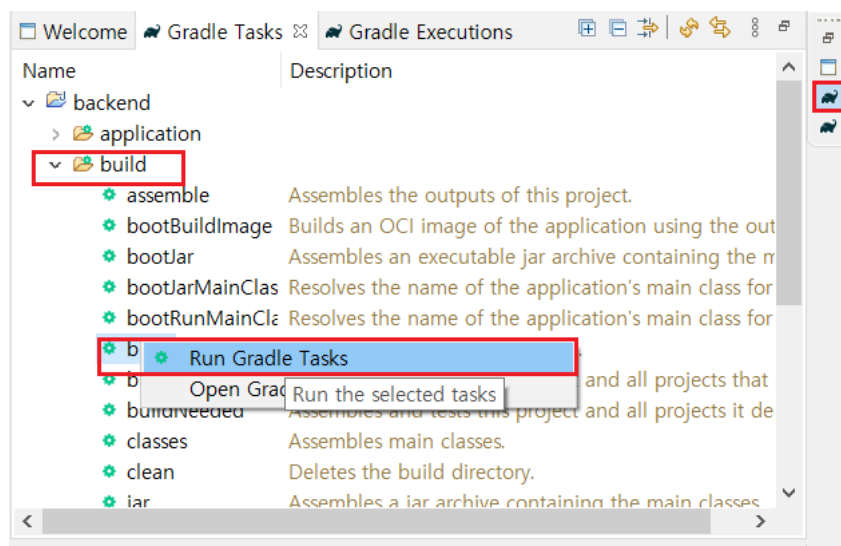 Welcome Gradle Tasks Gradle Executions
Name Description
backend
application
build
assemble Assembles the outputs of this project.
bootBuildImage Builds an OCI image of the application using the out
bootJar Assembles an executable jar archive containing the m
bootJarMainClas Resolves the name of the application's main class for
bootRunMainCla Resolves the name of the application's main class for
b Run Gradle Tasks
b Open Grad Run the selected tasks and all projects that
buildNeeded Assembles and tests this project and all projects it de
classes Assembles main classes.
clean Deletes the build directory.
jar Assembles a jar archive containing the main classes